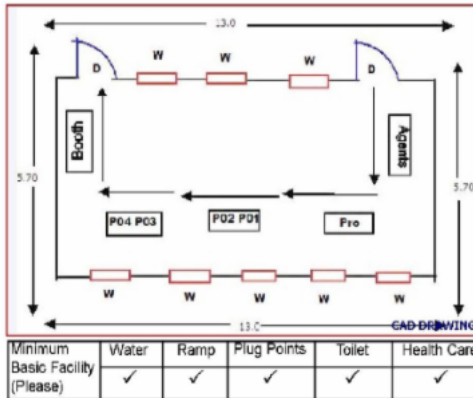 13.0
W W W
D D
Booth
Agents
5.70
5.70
P04 P03
P02 P01
Pro
W W W W W
13.0
CAD DRAWING
Minimum Basic Facility (Please) Water Ramp Plug Points Toilet Health Care
✓ ✓ ✓ ✓ ✓